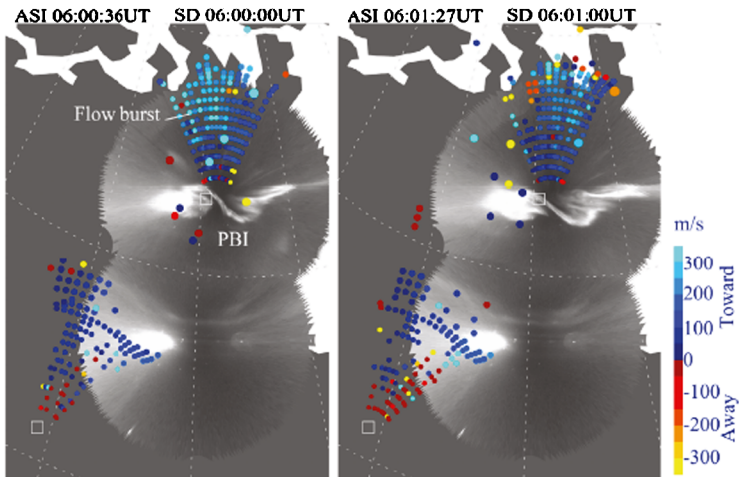 ASI 06:00:36UT SD 06:00:00UT ASI 06:01:27UT SD 06:01:00UT
Flow burst
PBI
m/s
300
200
100
0
-100
-200
-300
Toward
Away